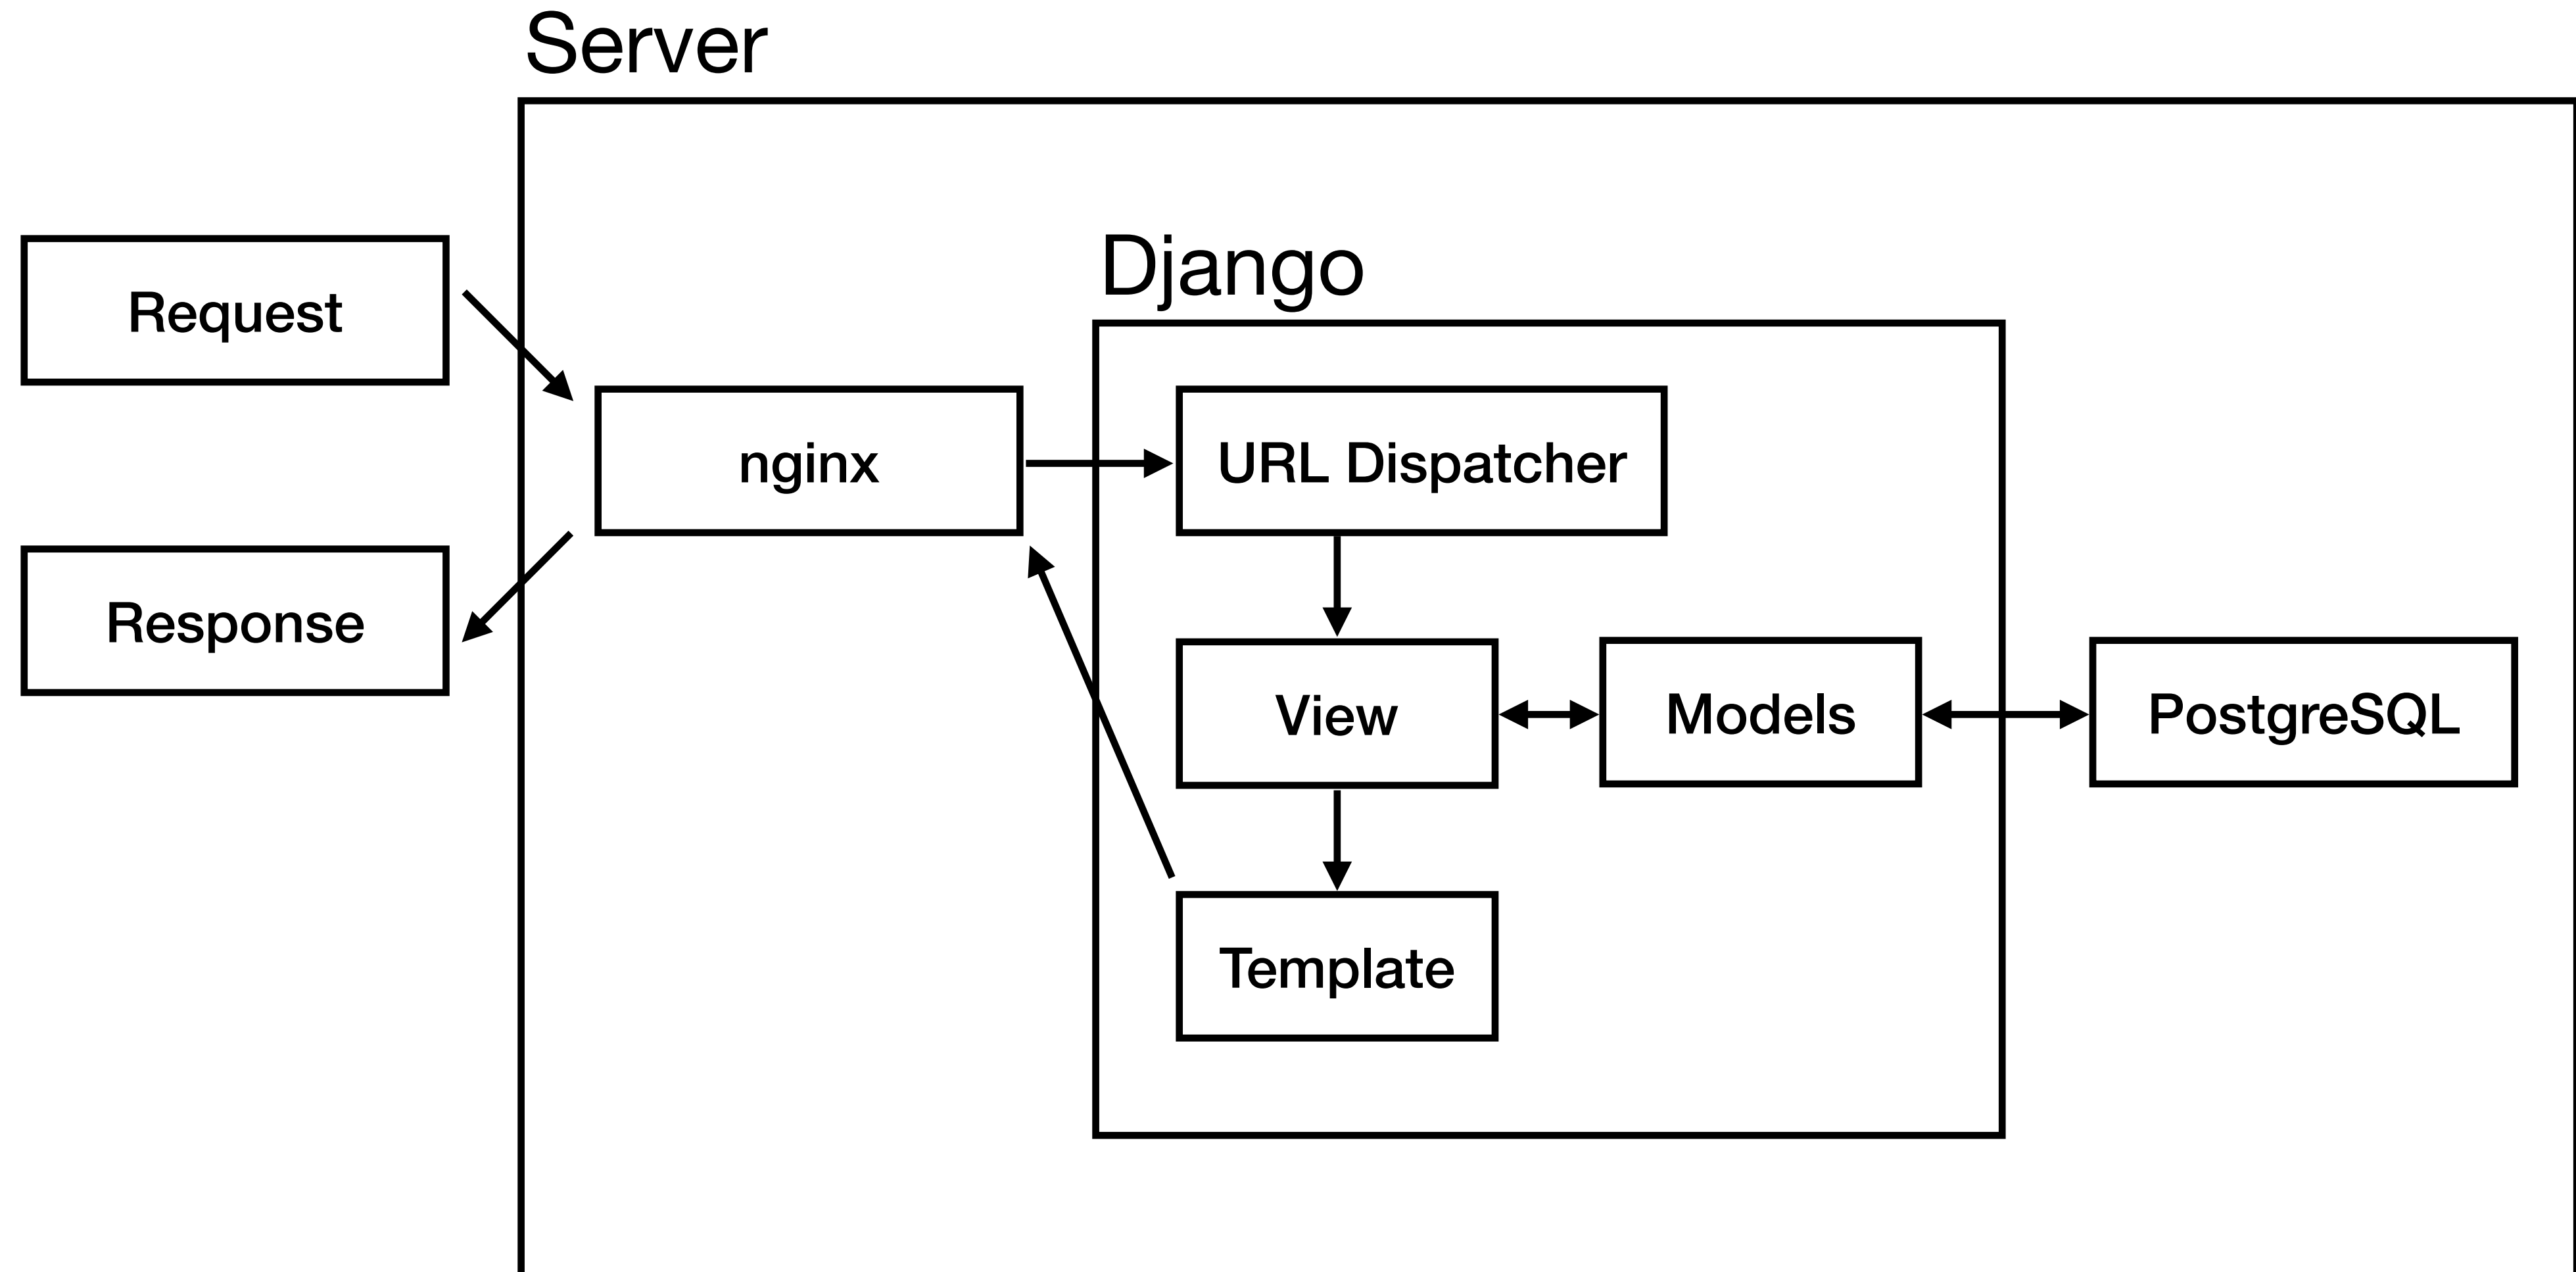 Server
Django
Request
nginx
URL Dispatcher
Response
View
Models
PostgreSQL
Template